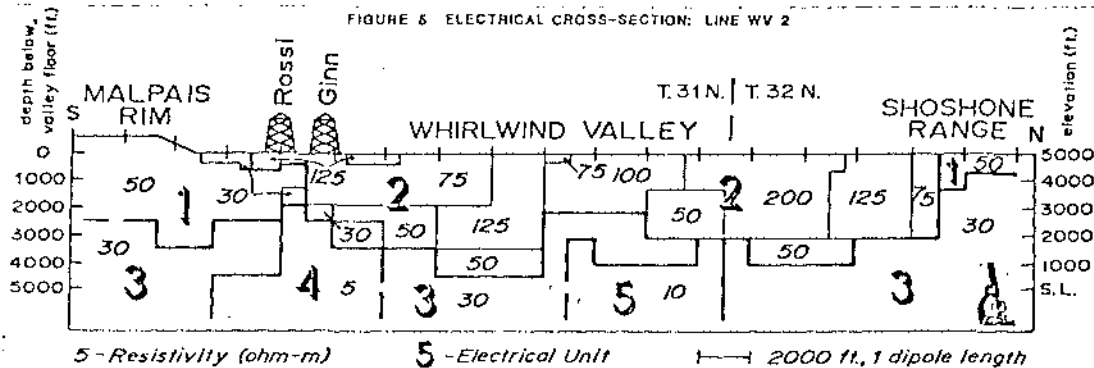 FIGURE 5 ELECTRICAL CROSS-SECTION: LINE WV 2
depth below
valley floor (ft.)
elevation (ft.)
Rossi
Ginn
MALPAIS
RIM
S
T. 31 N. | T. 32 N.
WHIRLWIND VALLEY
SHOSHONE
RANGE
N
0
1000
2000
3000
4000
5000
5000
4000
3000
2000
1000
S.L.
50 1 30 125 2 75 75 100 2 200 125 75 1 50
50 125 50
30 30 50 50 30
3 4 5 3 30 5 10 3
5-Resistivity (ohm-m) 5-Electrical Unit 2000 ft., 1 dipole length